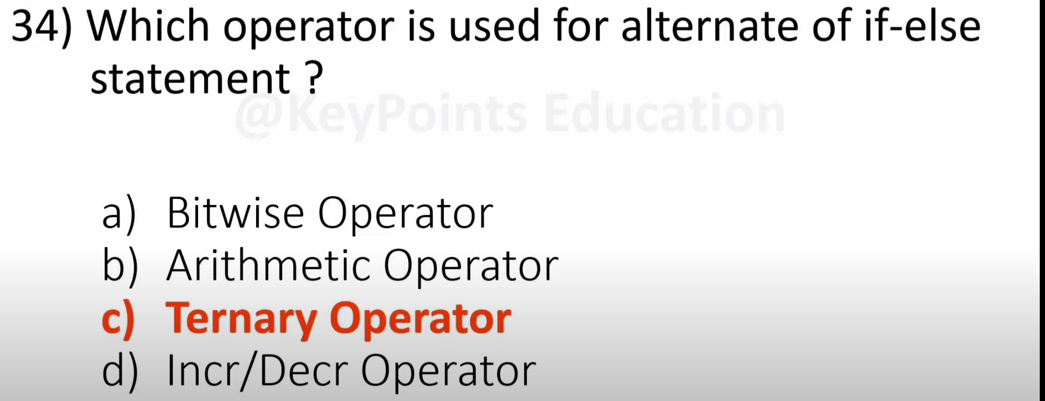 34) Which operator is used for alternate of if-else
statement ?
@KeyPoints Education
a) Bitwise Operator
b) Arithmetic Operator
c) Ternary Operator
d) Incr/Decr Operator